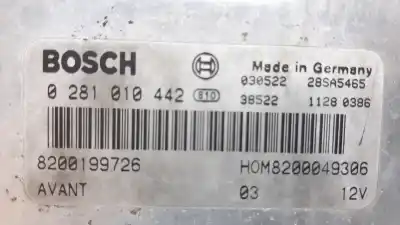 BOSCH Made in Germany
030522 28SA5465
0 281 010 442 810 38522 1128 0386
8200199726 HOM8200049306
AVANT 03 12V